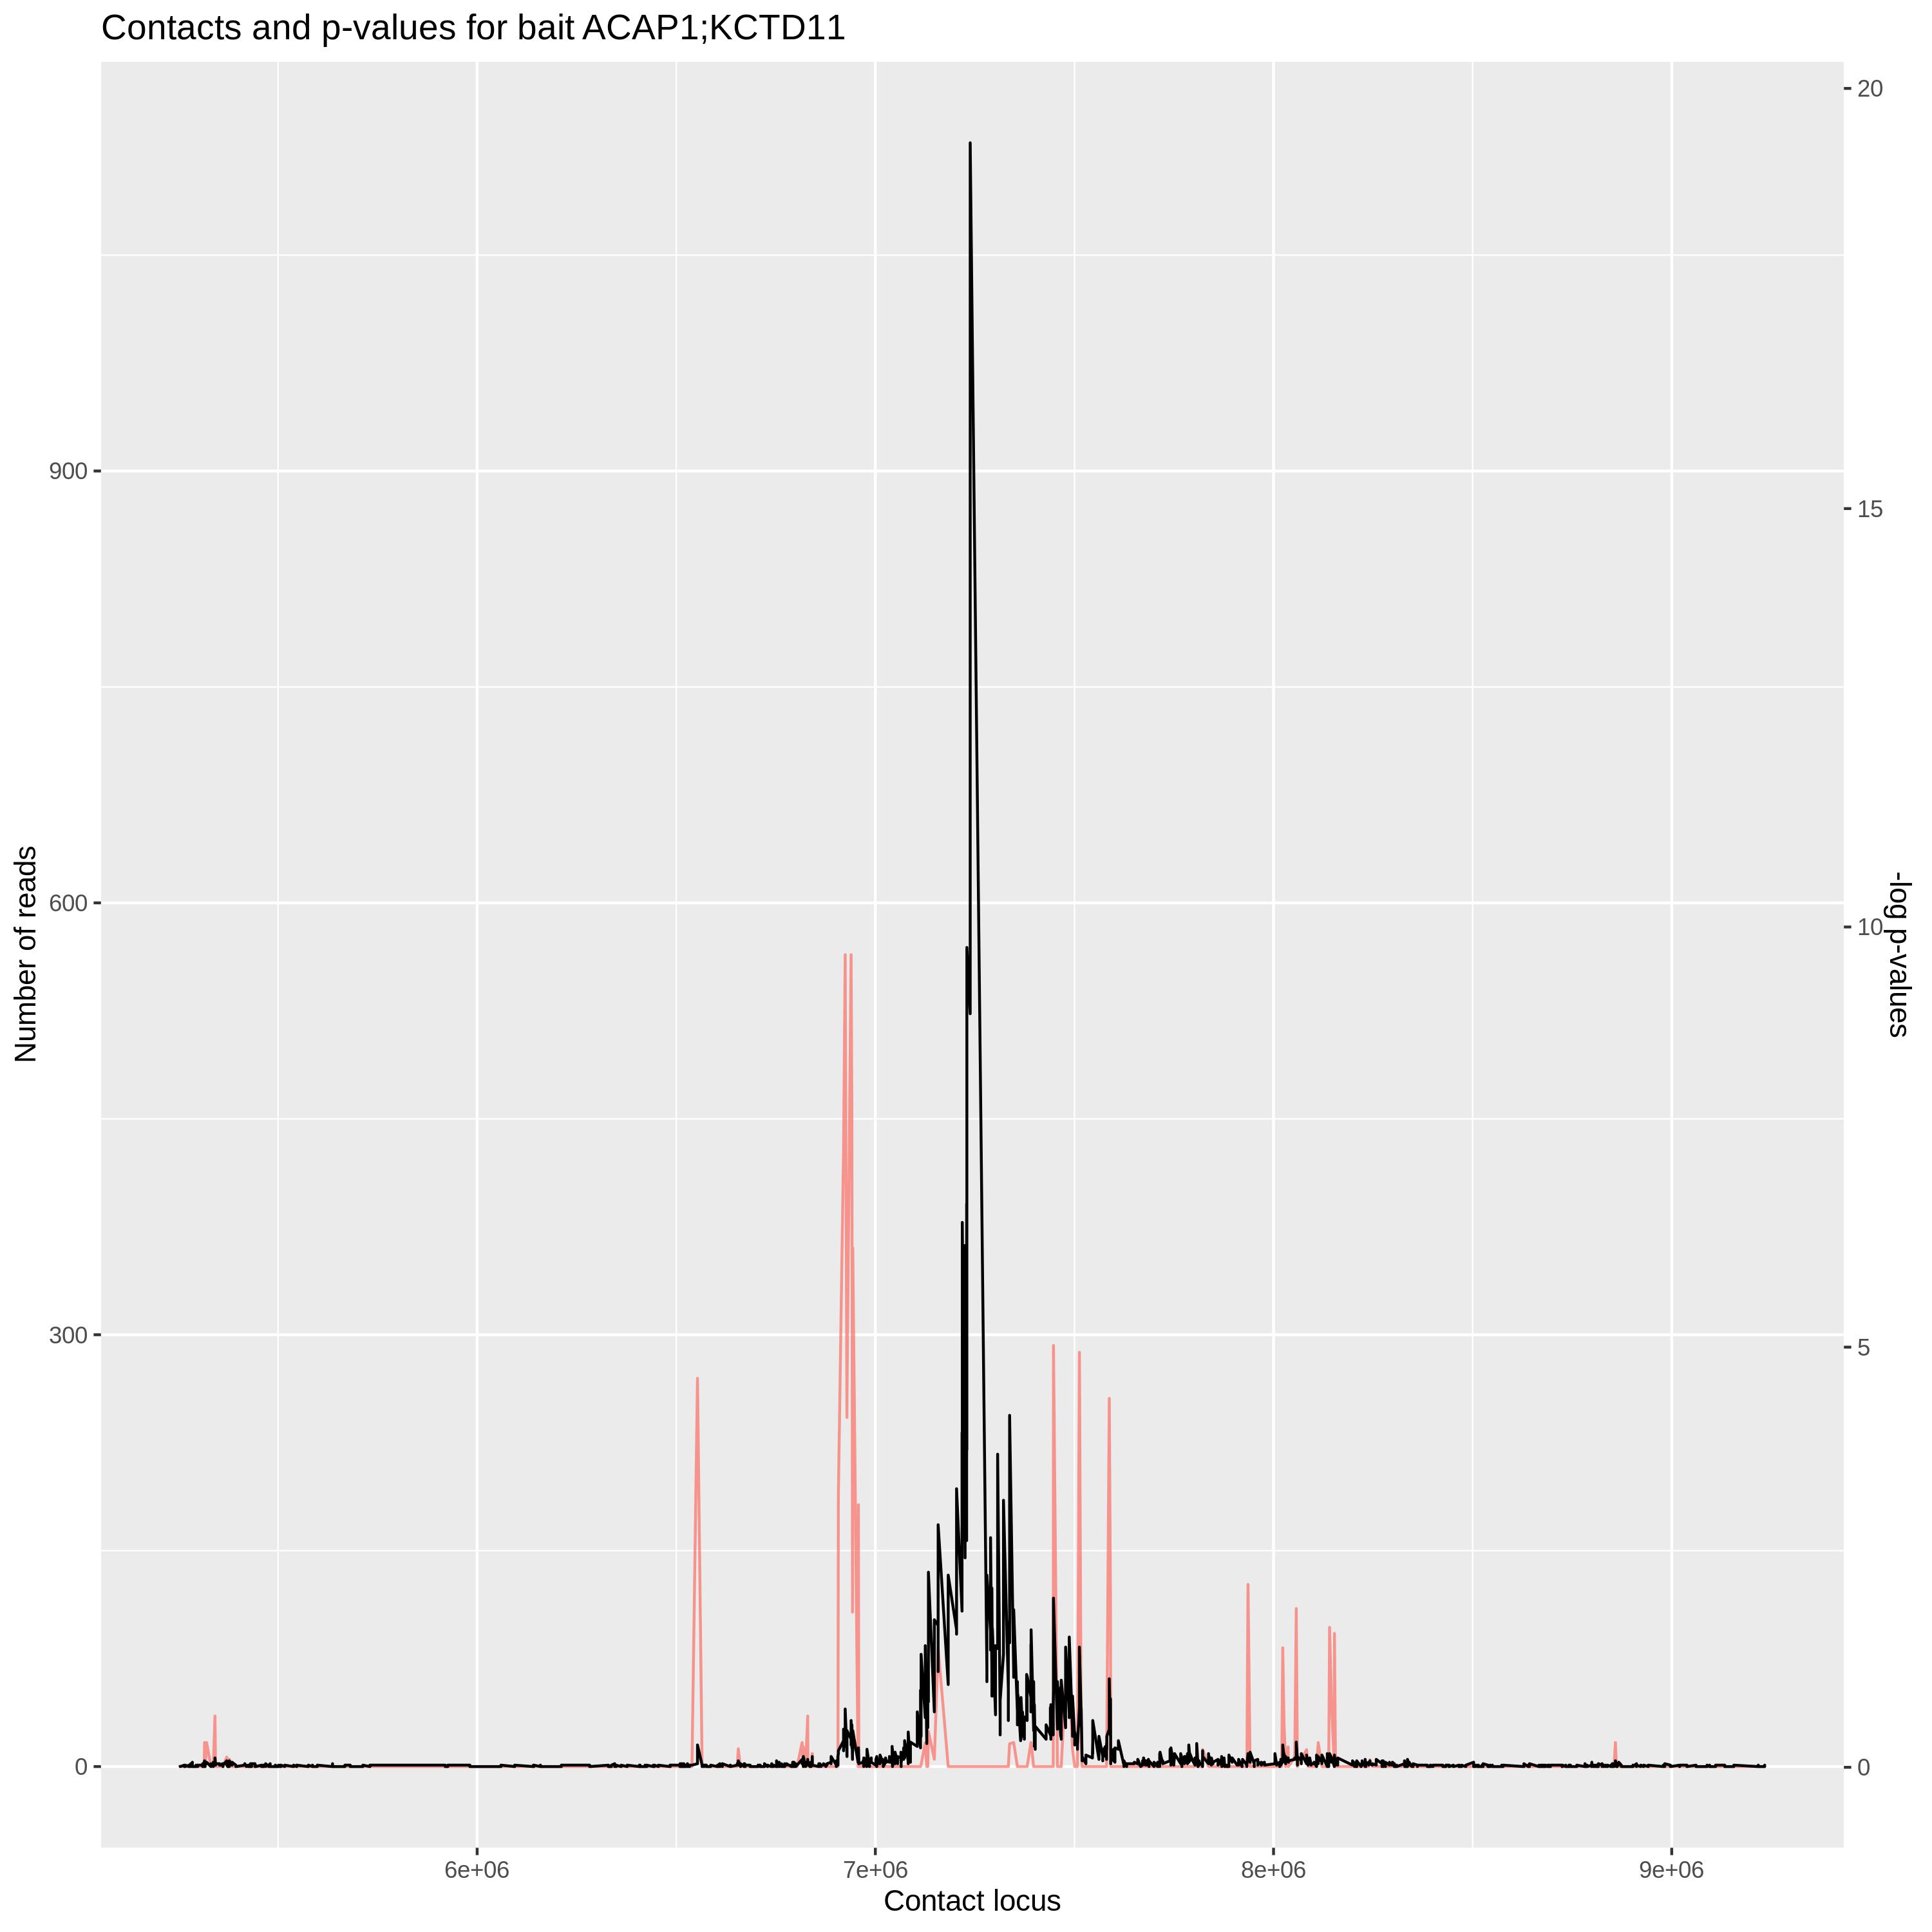 Contacts and p-values for bait ACAP1;KCTD11
Number of reads
900
600
300
0
20
15
10
5
0
-log p-values
6e+06
7e+06
8e+06
9e+06
Contact locus